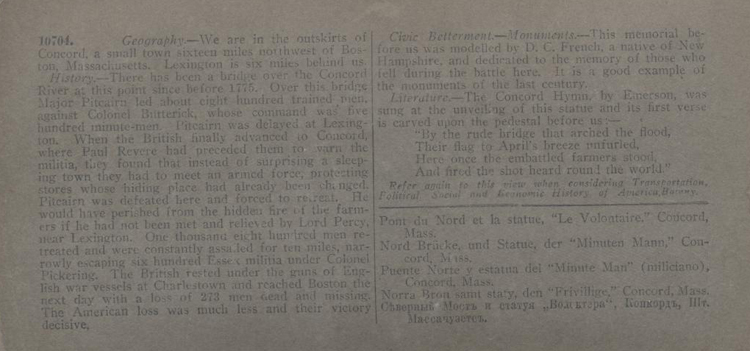 10704. Geography.—We are in the outskirts of
Concord, a small town sixteen miles northwest of Bos-
ton, Massachusetts. Lexington is six miles behind us.
History.—There has been a bridge over the Concord
River at this point since before 1775. Over this bridge
Major Pitcairn led about eight hundred trained men,
against Colonel Butterick, whose command was five
hundred minute-men. Pitcairn was delayed at Lexing-
ton. When the British finally advanced to Concord,
where Paul Revere had preceded them to warn the
militia, they found that instead of surprising a sleep-
ing town they had to meet an armed force, protecting
stores whose hiding place had already been changed.
Pitcairn was defeated here and forced to retreat. He
would have perished from the hidden fire of the farm-
ers if he had not been met and relieved by Lord Percy,
near Lexington. One thousand eight hundred men re-
treated and were constantly assailed for ten miles, nar-
rowly escaping six hundred Essex militia under Colonel
Pickering. The British rested under the guns of Eng-
lish war vessels at Charlestown and reached Boston the
next day with a loss of 273 men dead and missing.
The American loss was much less and their victory
decisive.
Civic Betterment.—Monuments.—This memorial be-
fore us was modelled by D. C. French, a native of New
Hampshire, and dedicated to the memory of those who
fell during the battle here. It is a good example of
the monuments of the last century.
Literature.—The Concord Hymn, by Emerson, was
sung at the unveiling of this statue and its first verse
is carved upon the pedestal before us:—
"By the rude bridge that arched the flood,
Their flag to April's breeze unfurled,
Here once the embattled farmers stood,
And fired the shot heard round the world."
Refer again to this view when considering Transportation,
Political, Social and Economic History, of America, Bunny.
Pont du Nord et la statue, "Le Volontaire," Concord,
Mass.
Nord Brücke, und Statue, der "Minuten Mann," Con-
cord, Mass.
Puente Norte y estatua del "Minute Man" (miliciano),
Concord, Mass.
Norra Bron samt staty, den "Frivillige," Concord, Mass.
Сѣверный Мостъ и статуя Конкордъ, Шт.
Массачузетсъ.